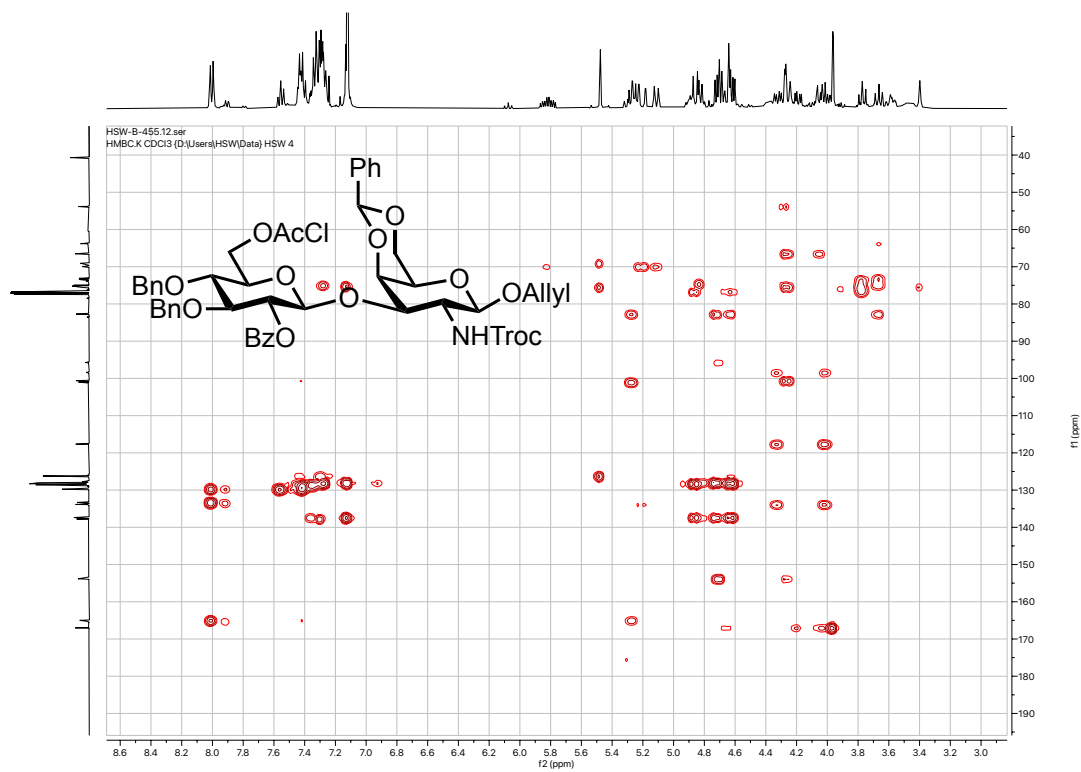 HSW-B-455.12.ser
HMBC.K CDCl3 {D:\Users\HSW\Data} HSW 4
Ph
O
OAcCl
O
BnO
O
O
O
OAllyl
BnO
BzO
NHTroc
40
50
60
70
80
90
100
110
120
130
140
150
160
170
180
190
f1 (ppm)
8.6 8.4 8.2 8.0 7.8 7.6 7.4 7.2 7.0 6.8 6.6 6.4 6.2 6.0 5.8 5.6 5.4 5.2 5.0 4.8 4.6 4.4 4.2 4.0 3.8 3.6 3.4 3.2 3.0
f2 (ppm)